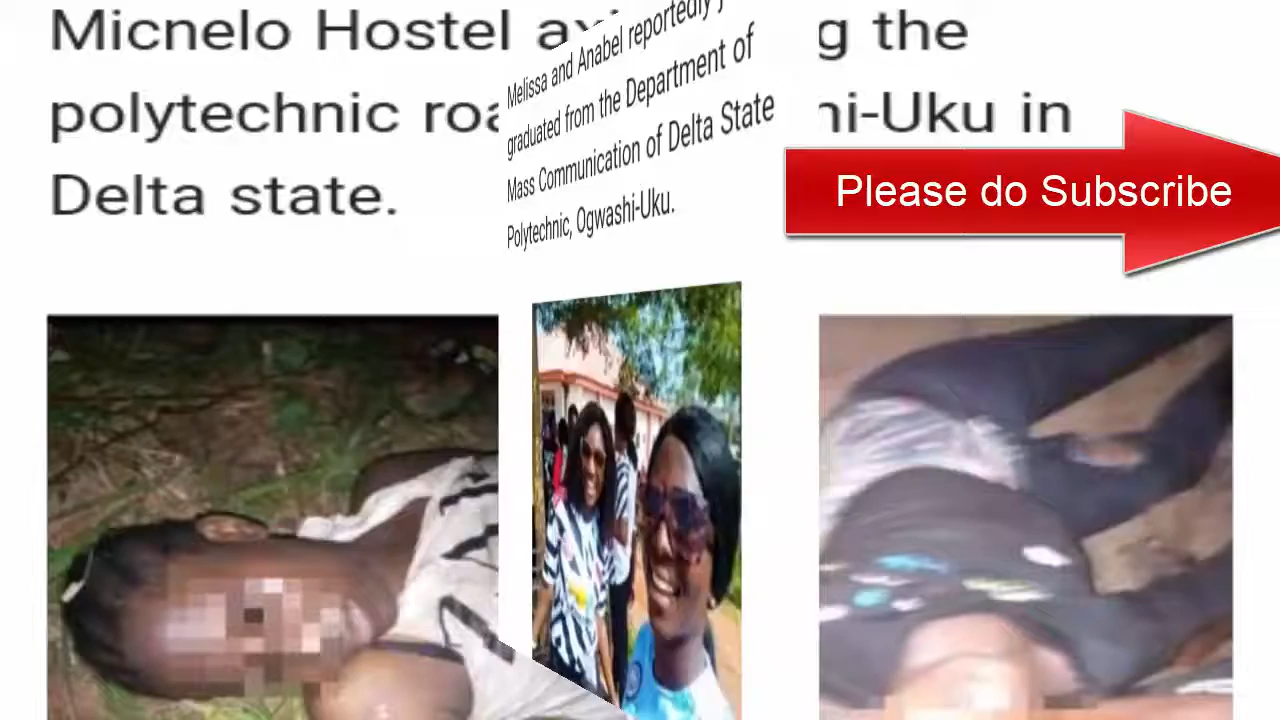 Micnelo Hostel
g the
polytechnic
hi-Uku in
Delta state.
Melissa and Anabel reportedly
graduated from the Department of
Mass Communication of Delta State
Polytechnic, Ogwashi-Uku.
Please do Subscribe